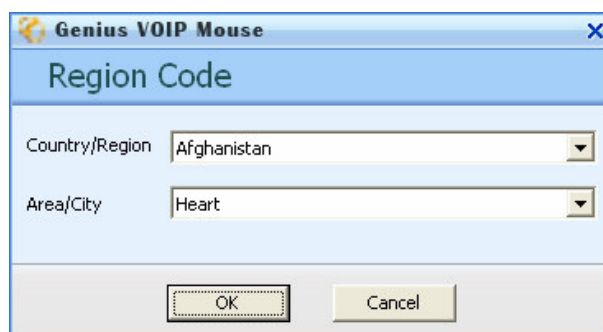 Genius VOIP Mouse
Region Code
Country/Region Afghanistan
Area/City Heart
OK Cancel